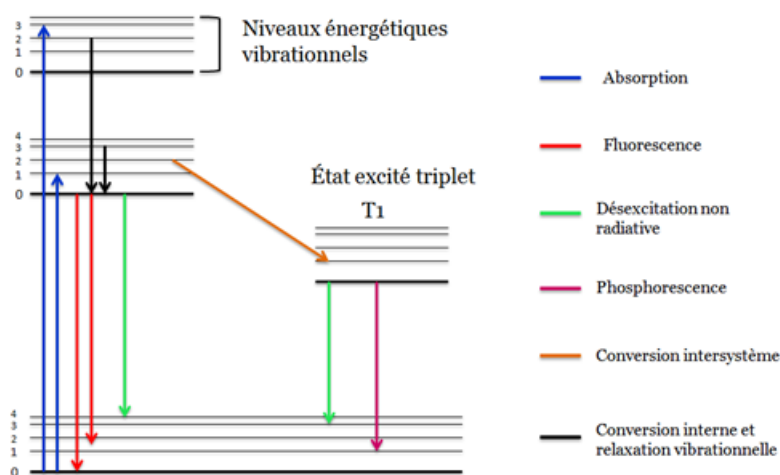 Niveaux énergétiques
vibrationnels
3
2
1
0
Absorption
Fluorescence
4
3
2
1
0
État excité triplet
T1
Désexcitation non
radiative
Phosphorescence
Conversion intersystème
Conversion interne et
relaxation vibrationnelle
4
3
2
1
0